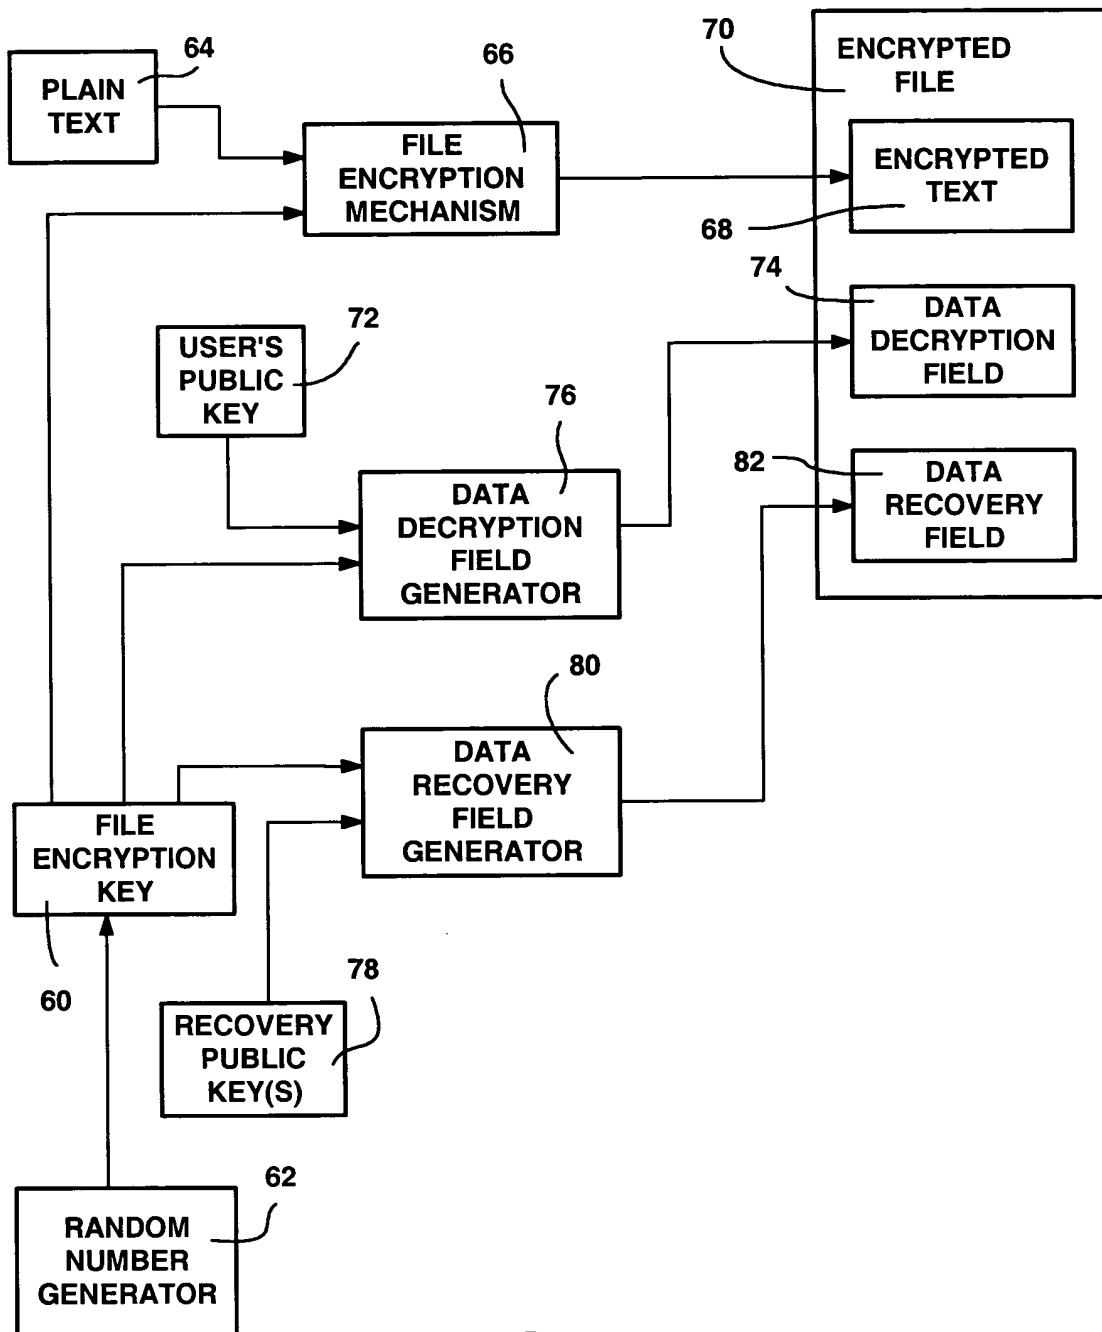 64
PLAIN
TEXT
66
FILE
ENCRYPTION
MECHANISM
70
ENCRYPTED
FILE
ENCRYPTED
TEXT
68
74
DATA
DECRYPTION
FIELD
72
USER'S
PUBLIC
KEY
76
DATA
DECRYPTION
FIELD
GENERATOR
82
DATA
RECOVERY
FIELD
80
DATA
RECOVERY
FIELD
GENERATOR
FILE
ENCRYPTION
KEY
60
78
RECOVERY
PUBLIC
KEY(S)
62
RANDOM
NUMBER
GENERATOR